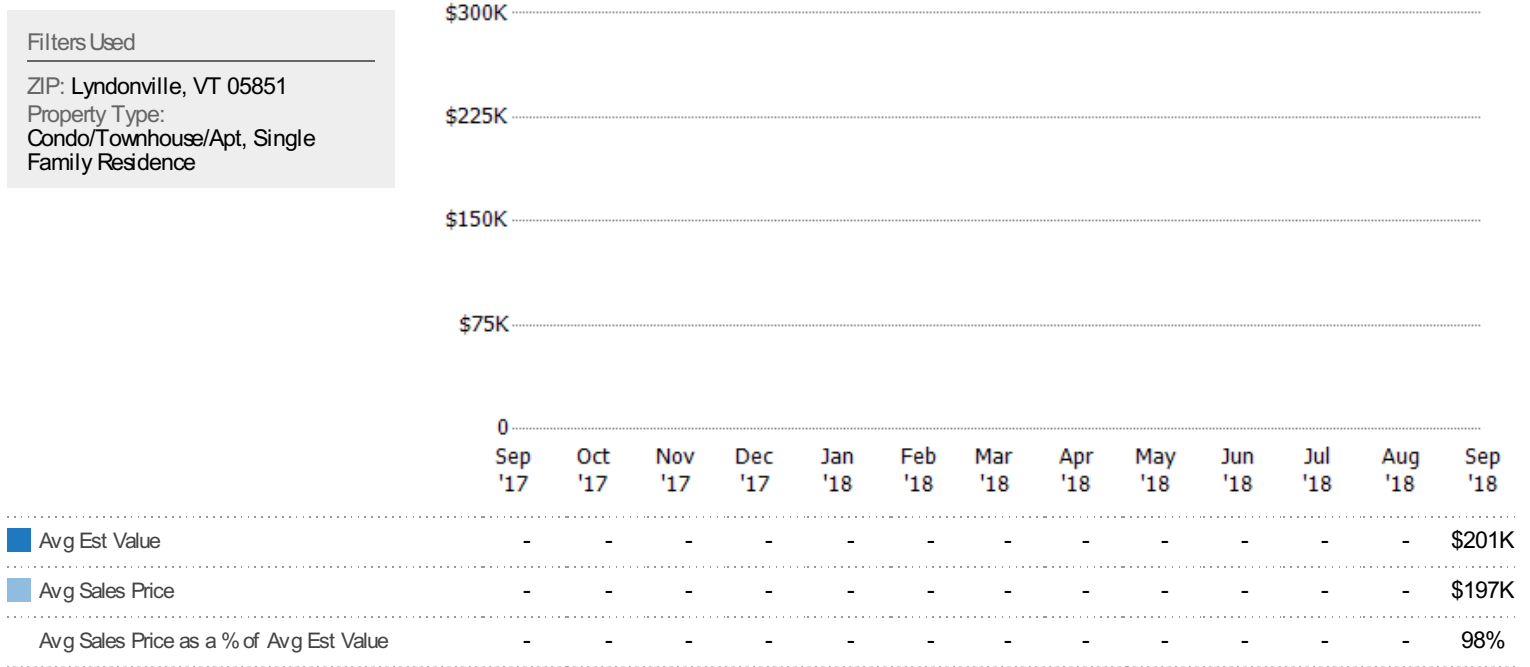 Filters Used
ZIP: Lyndonville, VT 05851
Property Type:
Condo/Townhouse/Apt, Single
Family Residence
$300K
$225K
$150K
$75K
0
Sep Oct Nov Dec Jan Feb Mar Apr May Jun Jul Aug Sep
'17 '17 '17 '17 '18 '18 '18 '18 '18 '18 '18 '18 '18
Avg Est Value - - - - - - - - - - - - $201K
Avg Sales Price - - - - - - - - - - - - $197K
Avg Sales Price as a % of Avg Est Value - - - - - - - - - - - - 98%